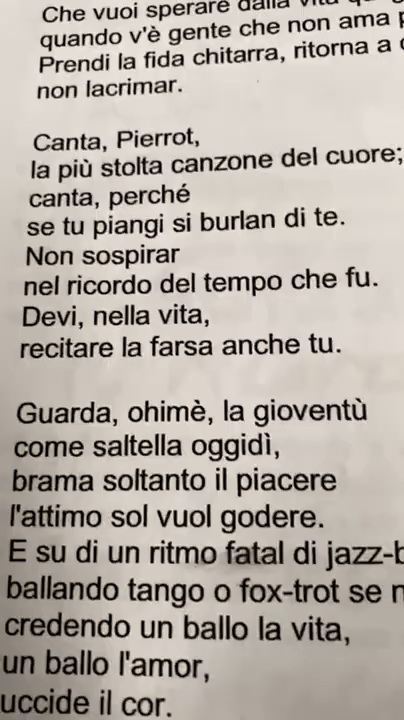 Che vuoi sperare dalla vita
quando v'è gente che non ama
Prendi la fida chitarra, ritorna a
non lacrimar.
Canta, Pierrot,
la più stolta canzone del cuore;
canta, perché
se tu piangi si burlan di te.
Non sospirar
nel ricordo del tempo che fu.
Devi, nella vita,
recitare la farsa anche tu.
Guarda, ohimè, la gioventù
come saltella oggidì,
brama soltanto il piacere
l'attimo sol vuol godere.
E su di un ritmo fatal di jazz-b
ballando tango o fox-trot se
credendo un ballo la vita,
un ballo l'amor,
uccide il cor.